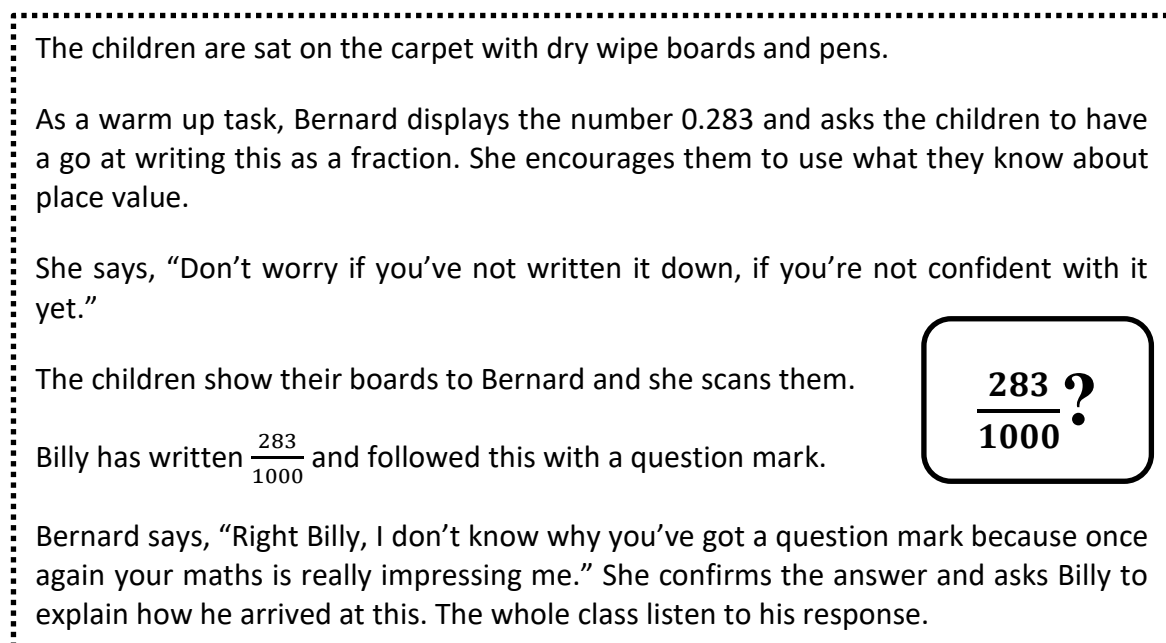 The children are sat on the carpet with dry wipe boards and pens.
As a warm up task, Bernard displays the number 0.283 and asks the children to have
a go at writing this as a fraction. She encourages them to use what they know about
place value.
She says, “Don’t worry if you’ve not written it down, if you’re not confident with it
yet.”
The children show their boards to Bernard and she scans them.
283/1000 ?
Billy has written 283/1000 and followed this with a question mark.
Bernard says, “Right Billy, I don’t know why you’ve got a question mark because once
again your maths is really impressing me.” She confirms the answer and asks Billy to
explain how he arrived at this. The whole class listen to his response.